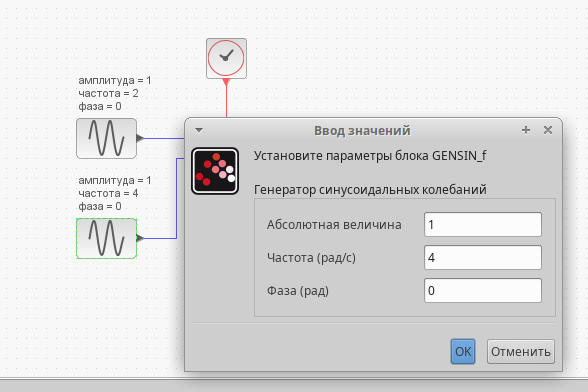 амплитуда = 1
частота = 2
фаза = 0
амплитуда = 1
частота = 4
фаза = 0
Ввод значений
Установите параметры блока GENSIN_f
Генератор синусоидальных колебаний
Абсолютная величина 1
Частота (рад/с) 4
Фаза (рад) 0
OK Отменить